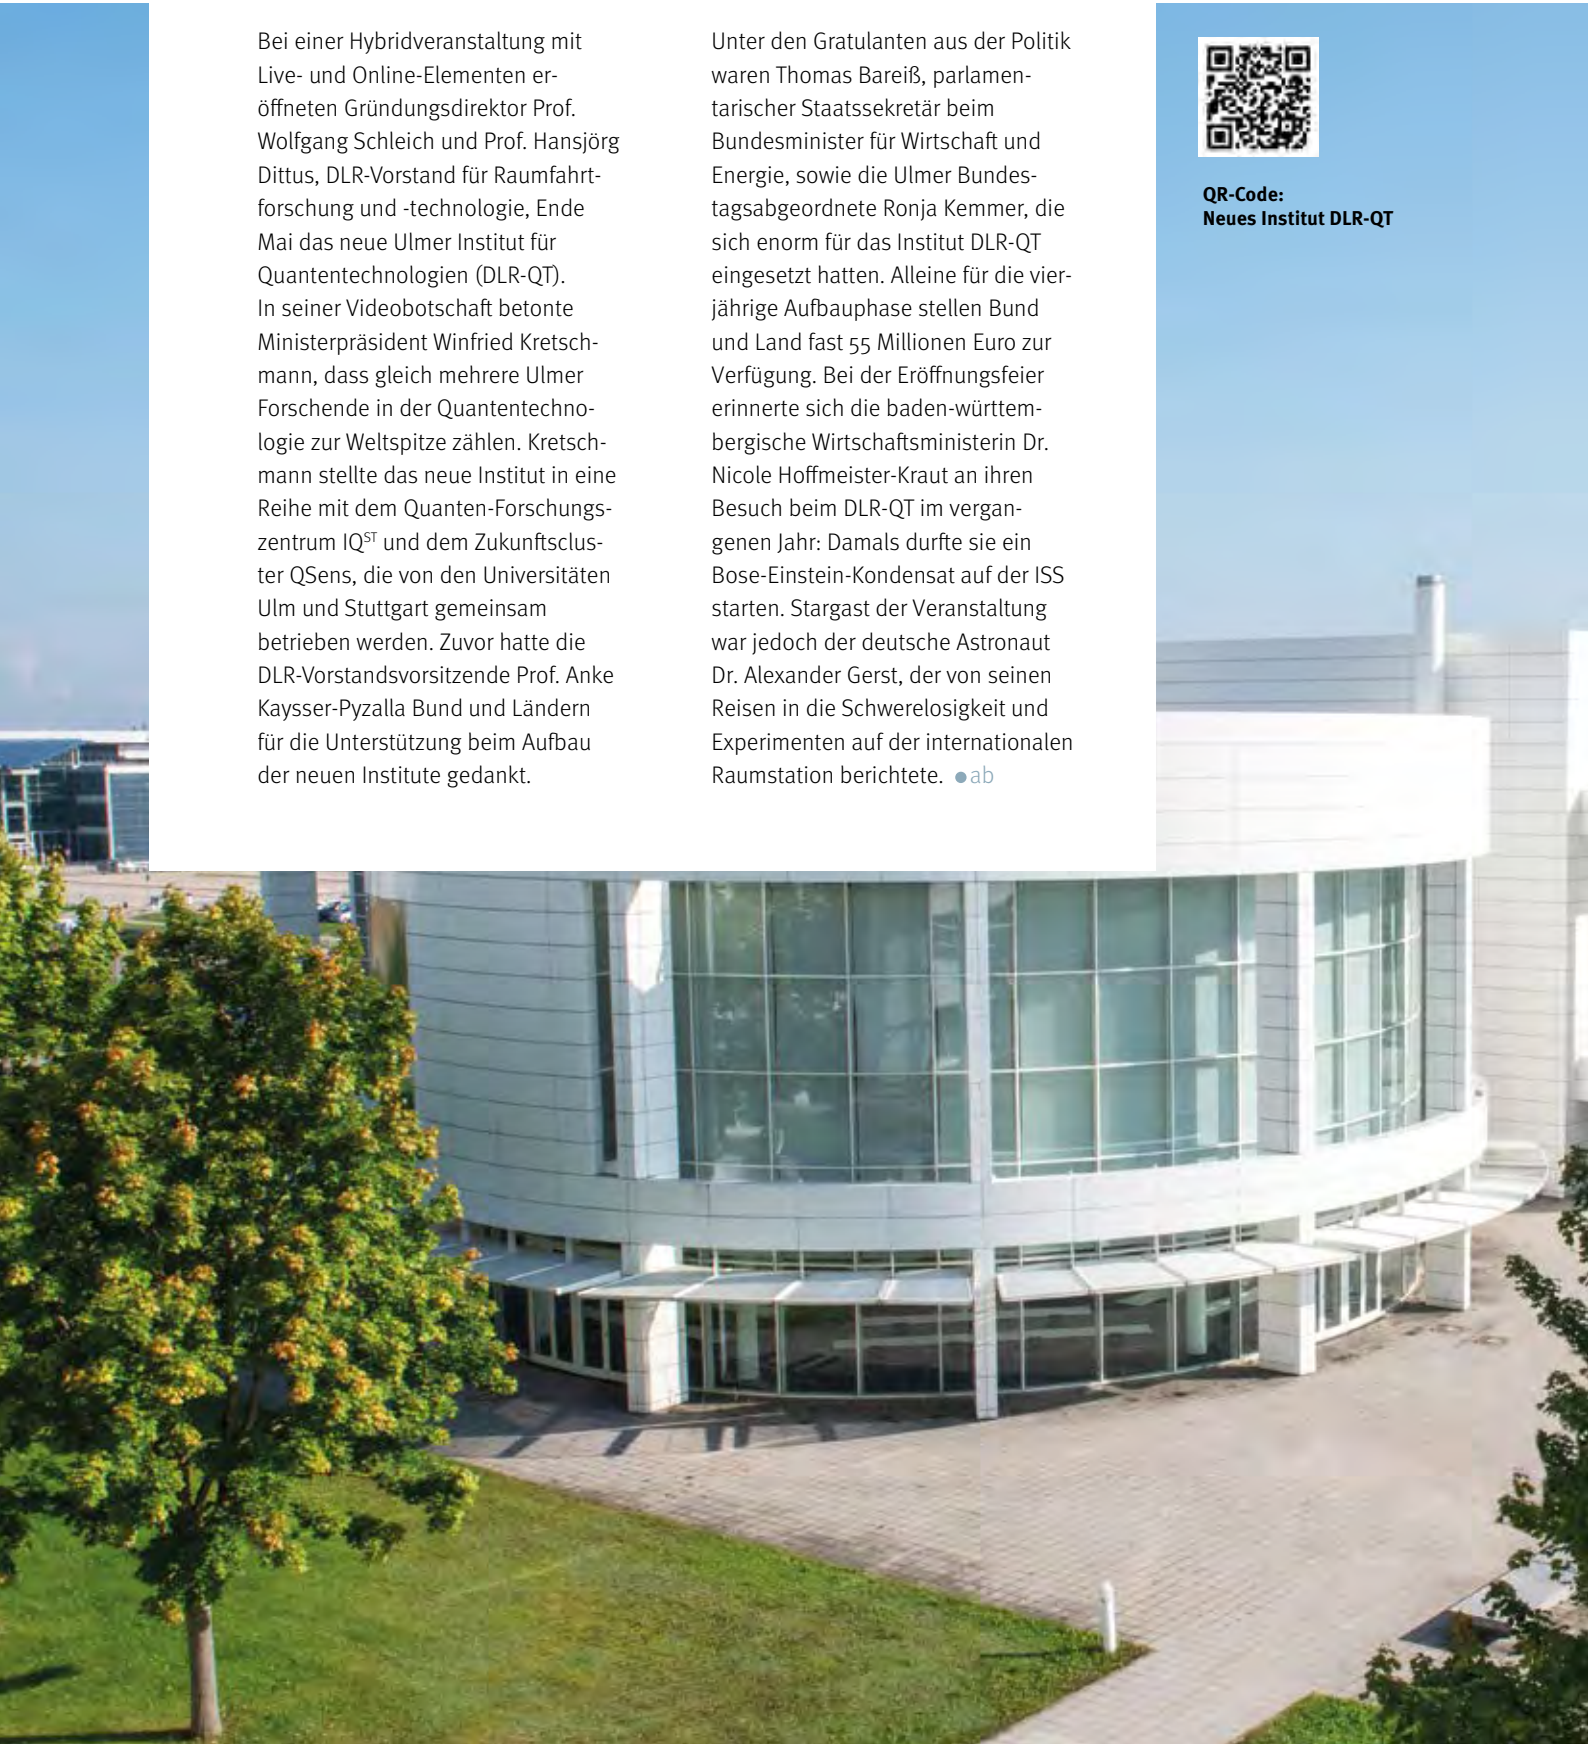 Bei einer Hybridveranstaltung mit
Live- und Online-Elementen er-
öffneten Gründungsdirektor Prof.
Wolfgang Schleich und Prof. Hansjörg
Dittus, DLR-Vorstand für Raumfahrt-
forschung und -technologie, Ende
Mai das neue Ulmer Institut für
Quantentechnologien (DLR-QT).
In seiner Videobotschaft betonte
Ministerpräsident Winfried Kretsch-
mann, dass gleich mehrere Ulmer
Forschende in der Quantentechno-
logie zur Weltspitze zählen. Kretsch-
mann stellte das neue Institut in eine
Reihe mit dem Quanten-Forschungs-
zentrum IQST und dem Zukunftsclus-
ter QSens, die von den Universitäten
Ulm und Stuttgart gemeinsam
betrieben werden. Zuvor hatte die
DLR-Vorstandsvorsitzende Prof. Anke
Kaysser-Pyzalla Bund und Ländern
für die Unterstützung beim Aufbau
der neuen Institute gedankt.
Unter den Gratulanten aus der Politik
waren Thomas Bareiß, parlamen-
tarischer Staatssekretär beim
Bundesminister für Wirtschaft und
Energie, sowie die Ulmer Bundes-
tagsabgeordnete Ronja Kemmer, die
sich enorm für das Institut DLR-QT
eingesetzt hatten. Alleine für die vier-
jährige Aufbauphase stellen Bund
und Land fast 55 Millionen Euro zur
Verfügung. Bei der Eröffnungsfeier
erinnerte sich die baden-württem-
bergische Wirtschaftsministerin Dr.
Nicole Hoffmeister-Kraut an ihren
Besuch beim DLR-QT im vergan-
genen Jahr: Damals durfte sie ein
Bose-Einstein-Kondensat auf der ISS
starten. Stargast der Veranstaltung
war jedoch der deutsche Astronaut
Dr. Alexander Gerst, der von seinen
Reisen in die Schwerelosigkeit und
Experimenten auf der internationalen
Raumstation berichtete. ●ab
QR-Code:
Neues Institut DLR-QT